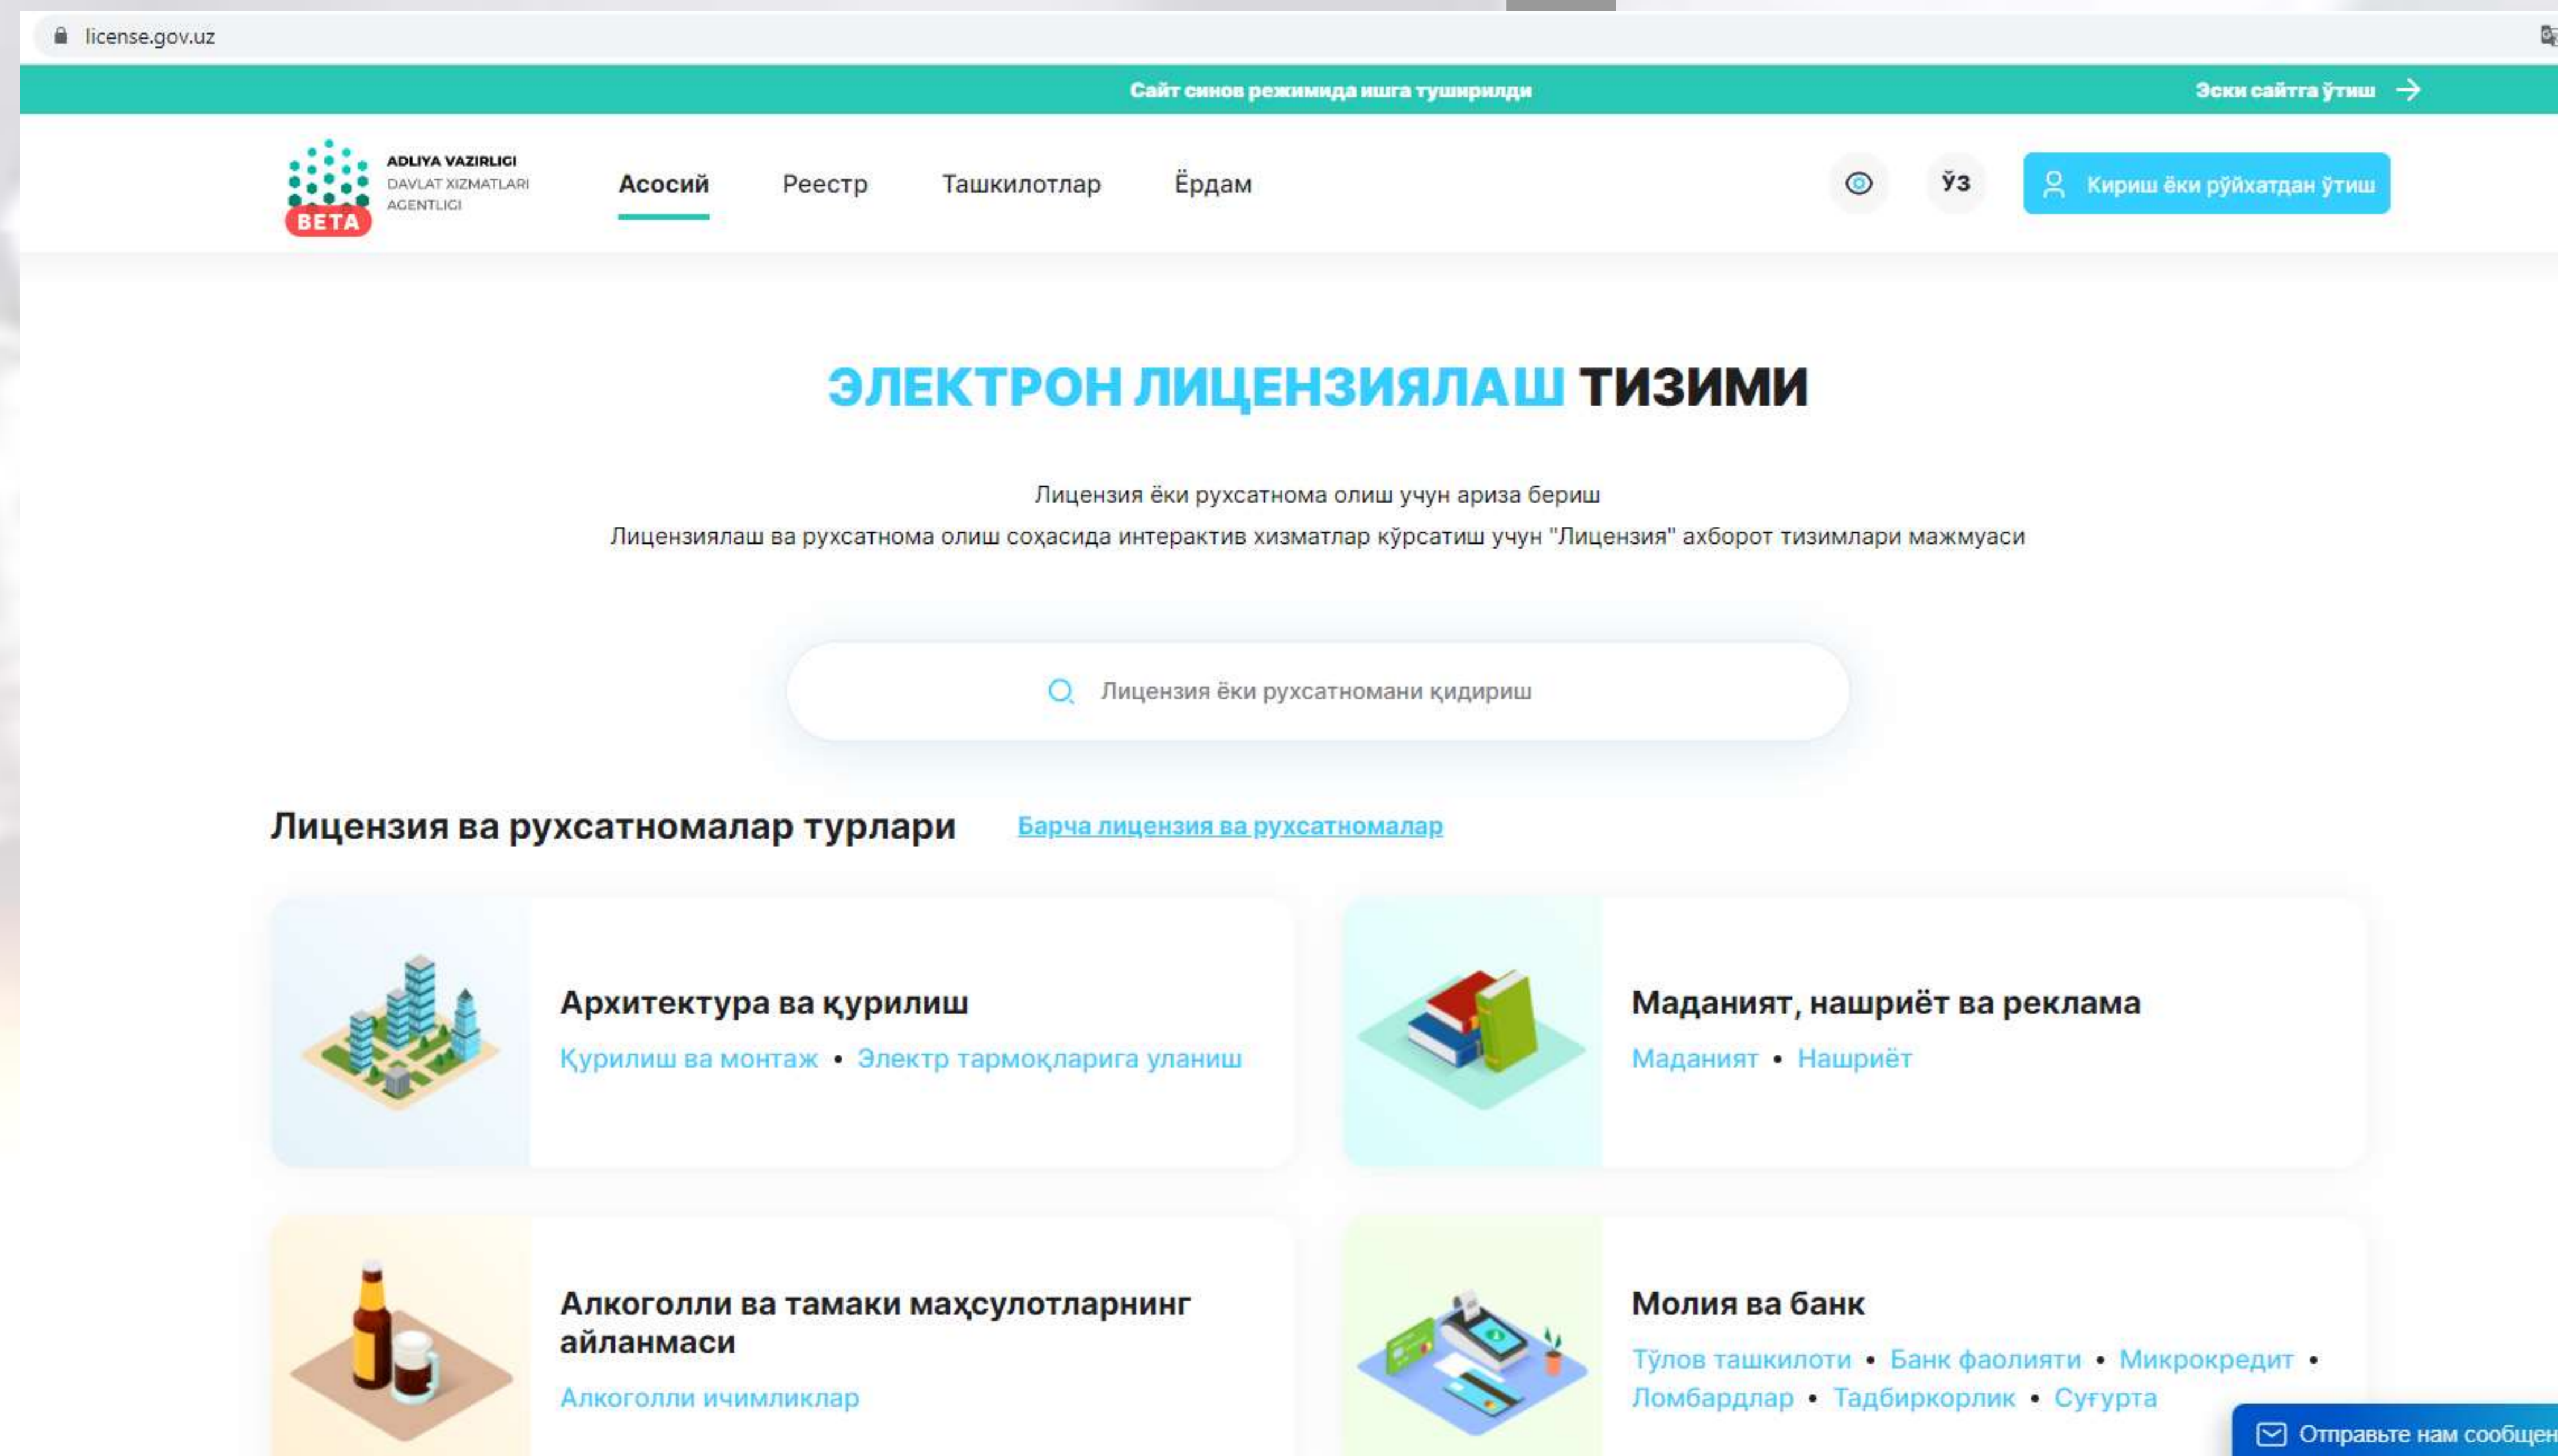 license.gov.uz
Сайт синов режимида ишга туширилди
Эски сайтга ўтиш
ADLIYA VAZIRLIGI
DAVLAT XIZMATLARI
AGENTLIGI
BETA
Асосий
Реестр
Ташкилотлар
Ёрдам
ЎЗ
Кириш ёки рўйхатдан ўтиш
ЭЛЕКТРОН ЛИЦЕНЗИЯЛАШ ТИЗИМИ
Лицензия ёки рухсатнома олиш учун ариза бериш
Лицензиялаш ва рухсатнома олиш соҳасида интерактив хизматлар кўрсатиш учун "Лицензия" ахборот тизимлари мажмуаси
Лицензия ёки рухсатномани қидириш
Лицензия ва рухсатномалар турлари
Барча лицензия ва рухсатномалар
Архитектура ва қурилиш
Қурилиш ва монтаж • Электр тармоқларига уланиш
Маданият, нашриёт ва реклама
Маданият • Нашриёт
Алкоголли ва тамаки маҳсулотларнинг
айланмаси
Алкоголли ичимликлар
Молия ва банк
Тўлов ташкилоти • Банк фаолияти • Микрокредит •
Ломбардлар • Тадбиркорлик • Суғурта
Отправьте нам